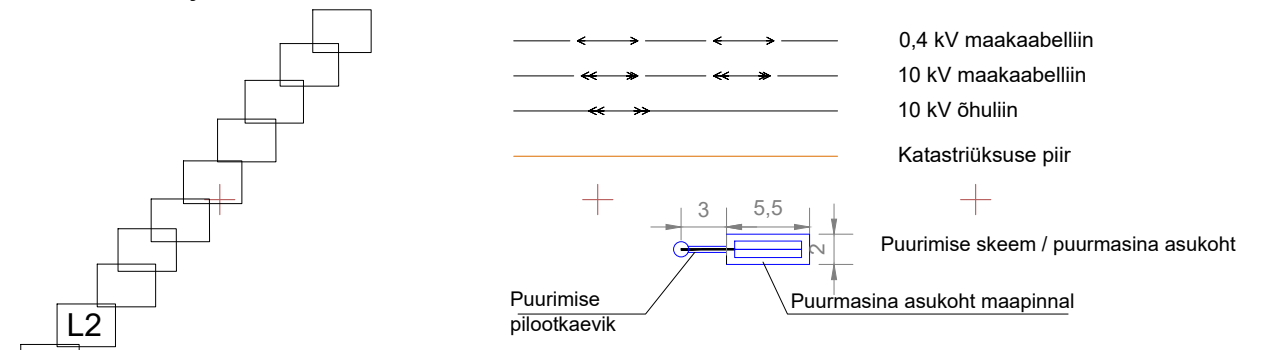 0,4 kV maakaabelliin
10 kV maakaabelliin
10 kV õhuliin
Katastriüksuse piir
3
5,5
2
Puurimise skeem / puurmasina asukoht
Puurimise
pilootkaevik
Puurmasina asukoht maapinnal
L2